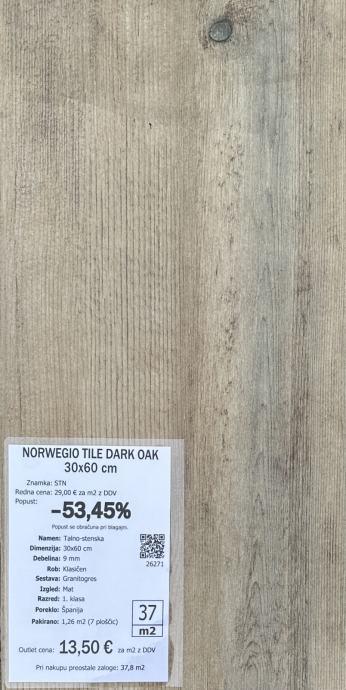 NORWEGIO TILE DARK OAK
30x60 cm
Znamka: STN
Redna cena: 29,00 € za m2 z DDV
Popust:
-53,45%
Popust se obračuna pri blagajni.
Namen: Talno-stenska
Dimenzija: 30x60 cm
Debelina: 9 mm
Rob: Klasičen
Sestava: Granitogres
Izgled: Mat
Razred: 1. klasa
Poreklo: Španija
Pakirano: 1,26 m2 (7 ploščic)
26271
37
m2
Outlet cena: 13,50 € za m2 z DDV
Pri nakupu preostale zaloge: 37,8 m2